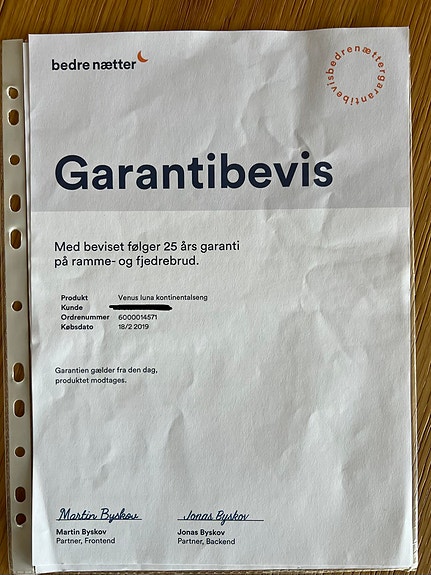 bedre nætter
bedrenættergarantibevis
Garantibevis
Med beviset følger 25 års garanti
på ramme- og fjedrebrud.
Produkt Venus luna kontinentalseng
Kunde
Ordrenummer 6000014571
Købsdato 18/2 2019
Garantien gælder fra den dag,
produktet modtages.
Martin Byskov Jonas Byskov
Martin Byskov Jonas Byskov
Partner, Frontend Partner, Backend